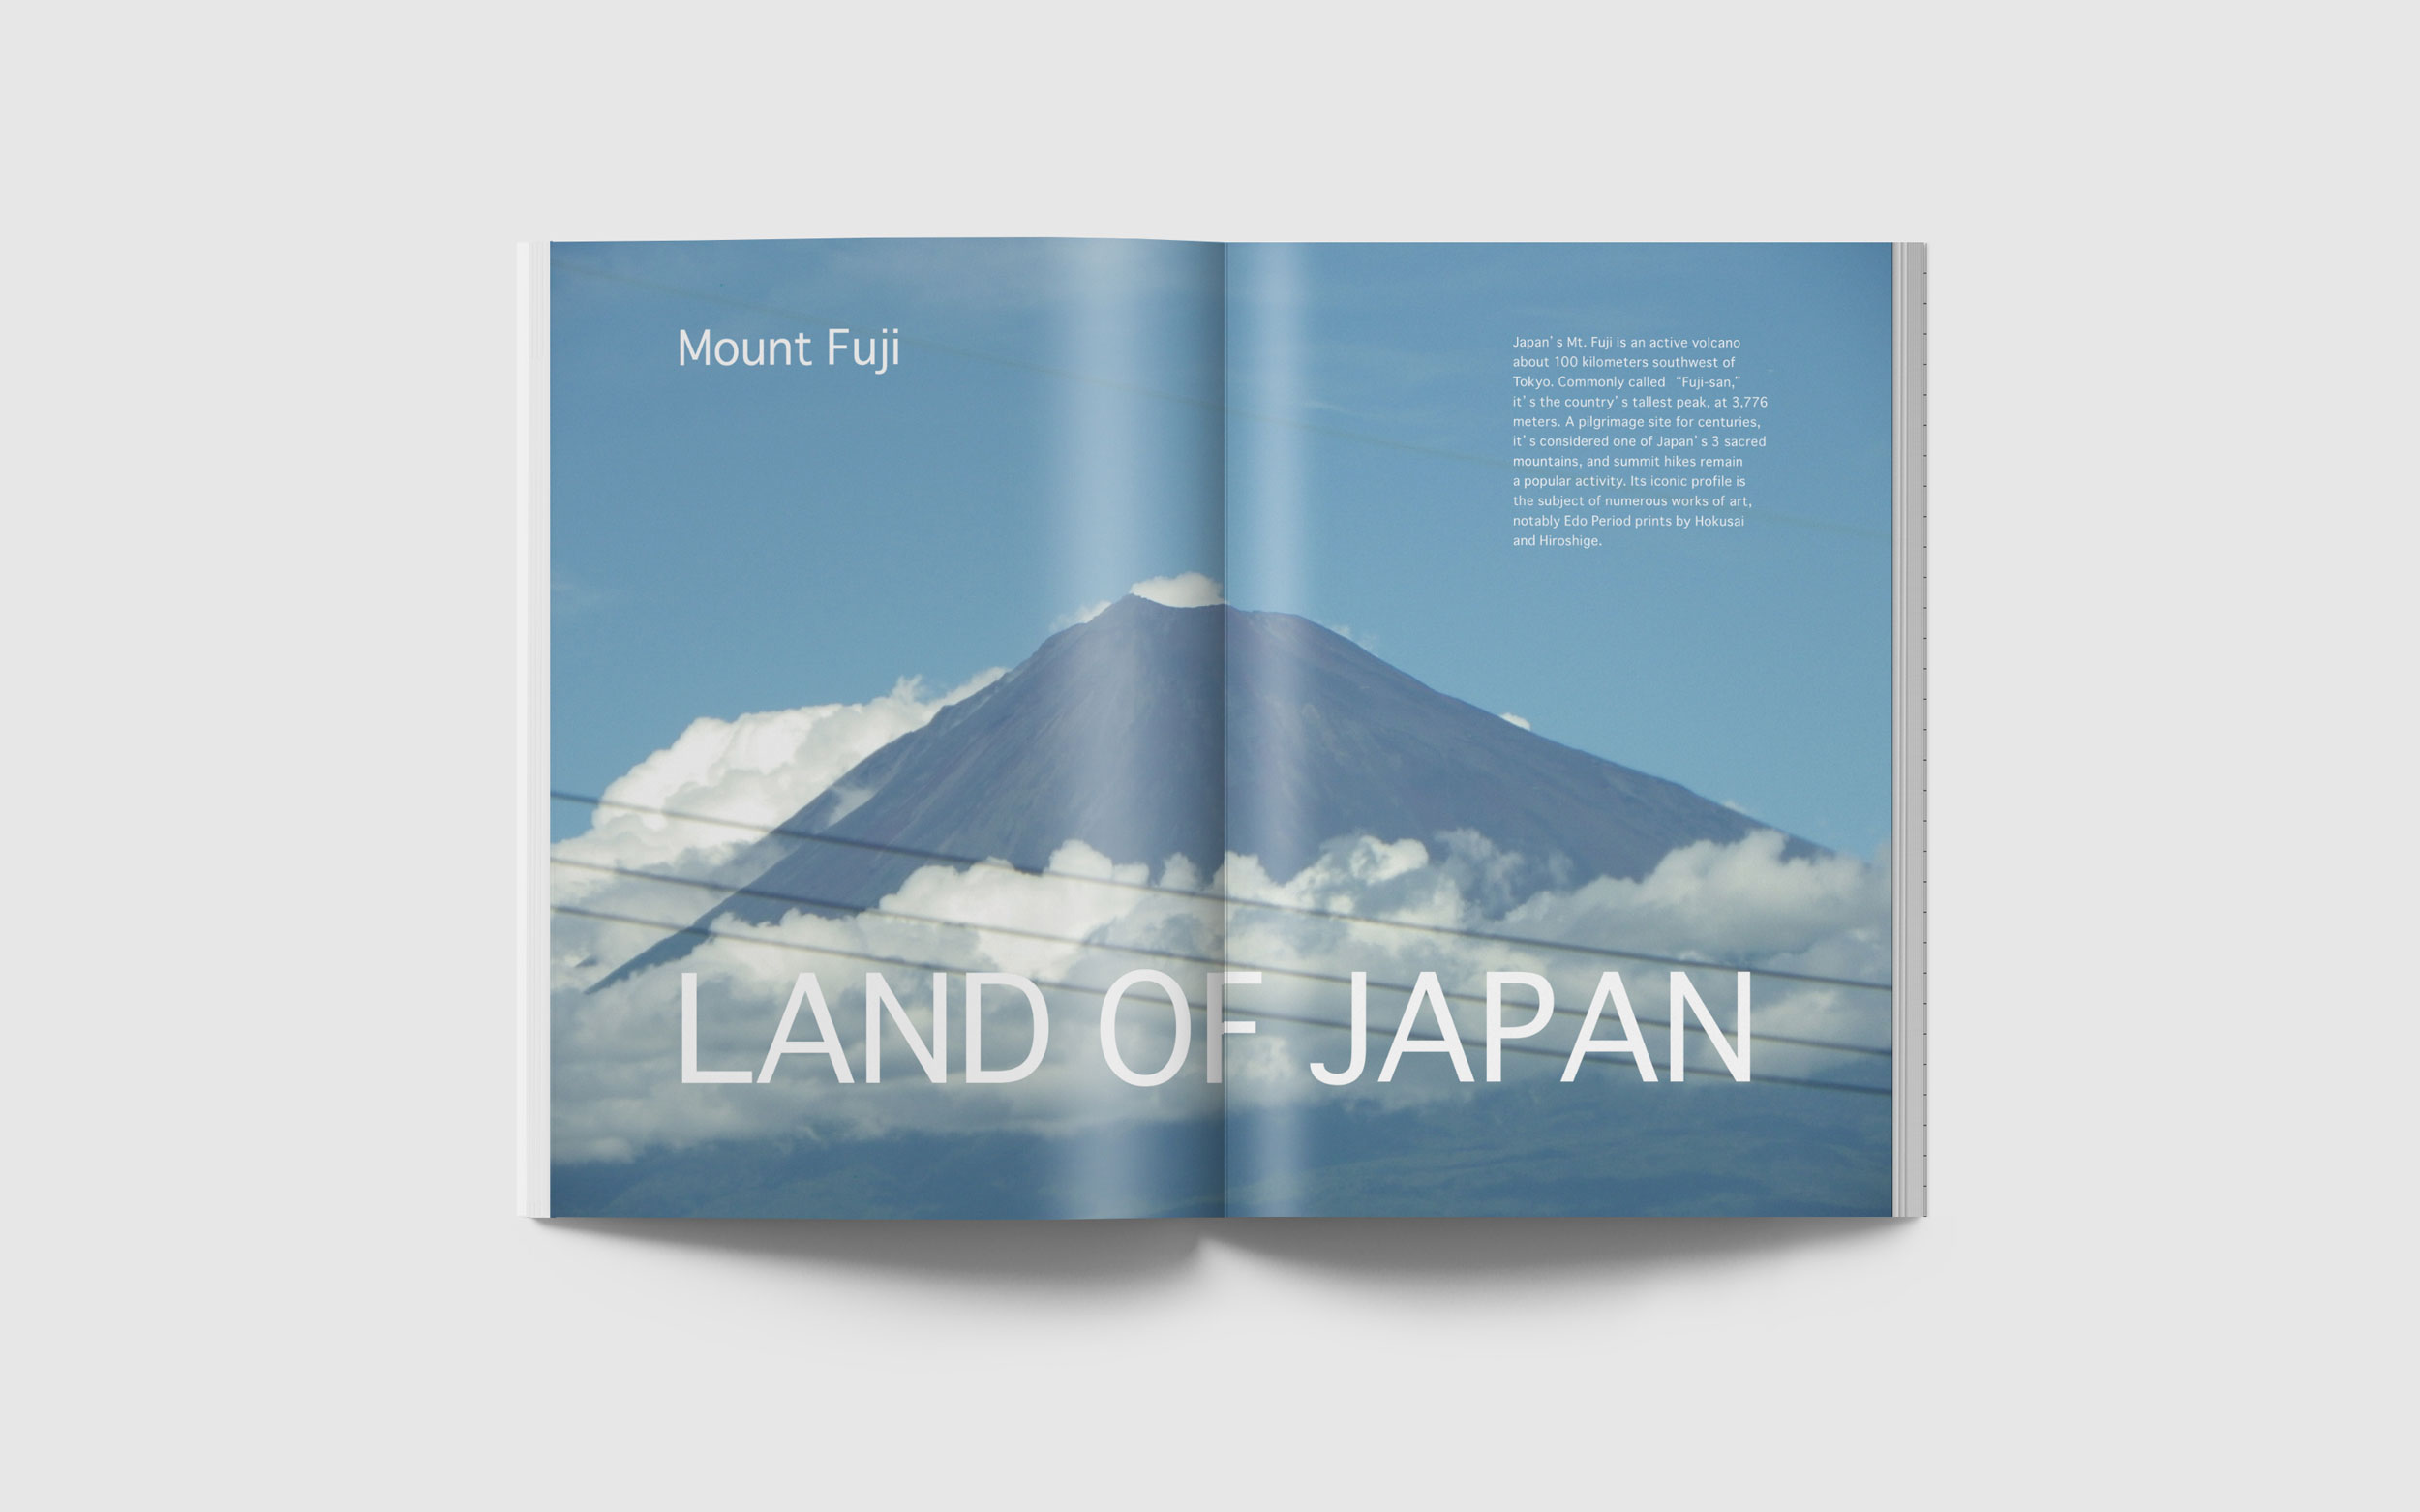 Mount Fuji
Japan’s Mt. Fuji is an active volcano
about 100 kilometers southwest of
Tokyo. Commonly called “Fuji-san,”
it’s the country’s tallest peak, at 3,776
meters. A pilgrimage site for centuries,
it’s considered one of Japan’s 3 sacred
mountains, and summit hikes remain
a popular activity. Its iconic profile is
the subject of numerous works of art,
notably Edo Period prints by Hokusai
and Hiroshige.
LAND OF JAPAN